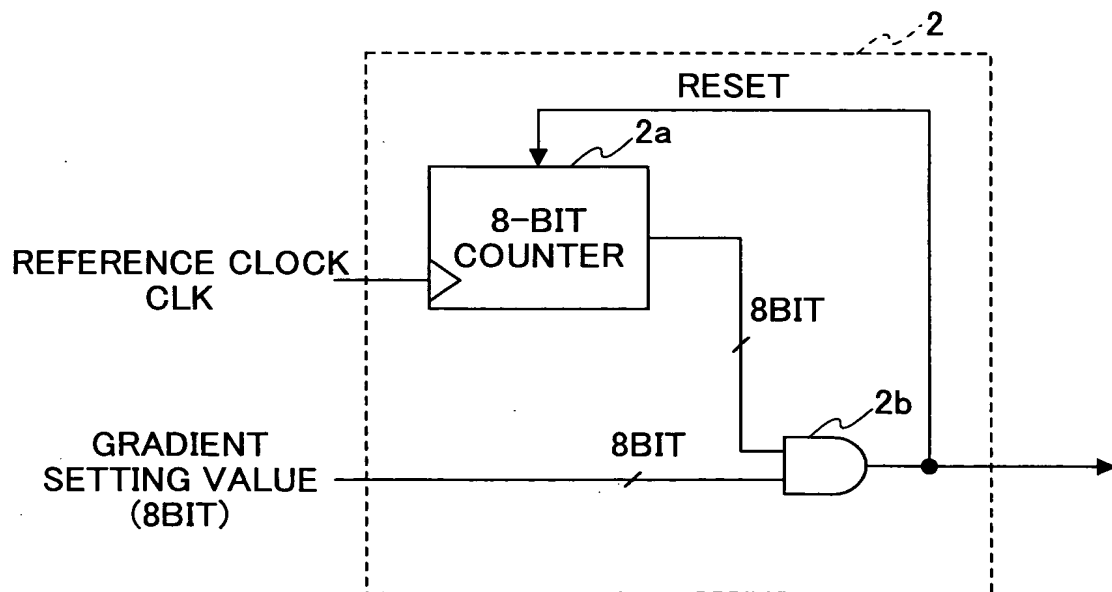 2
RESET
2a
8-BIT
COUNTER
REFERENCE CLOCK
CLK
8BIT
2b
GRADIENT
SETTING VALUE
(8BIT)
8BIT